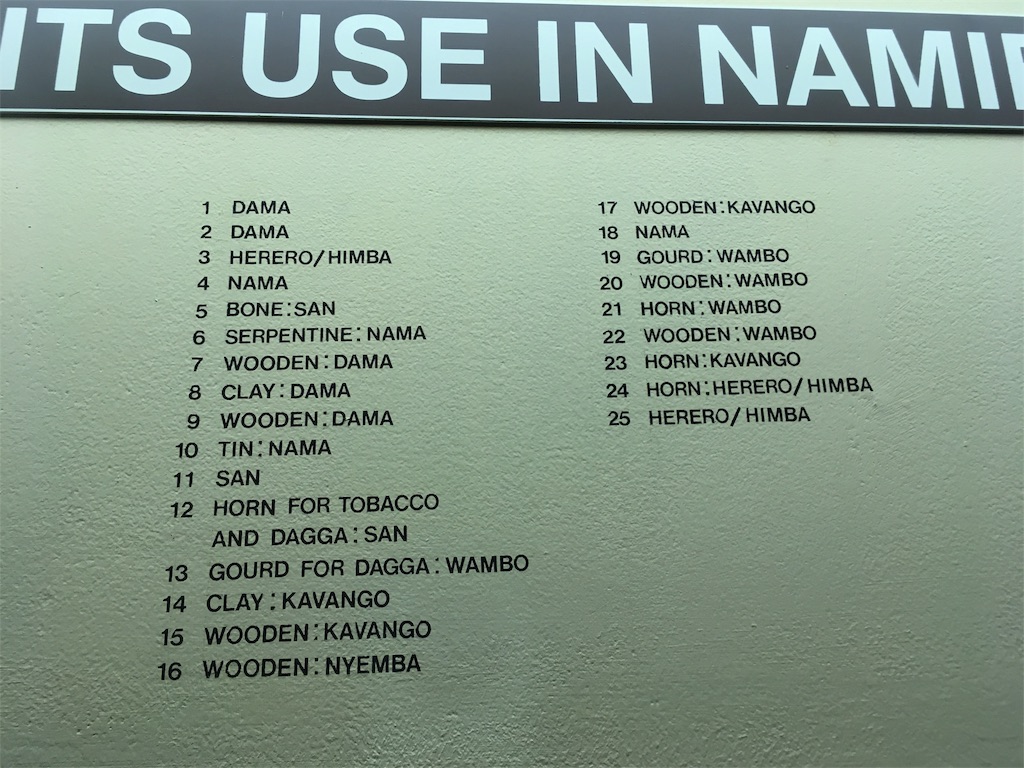 ITS USE IN NAMI
1 DAMA
2 DAMA
3 HERERO/HIMBA
4 NAMA
5 BONE:SAN
6 SERPENTINE:NAMA
7 WOODEN:DAMA
8 CLAY:DAMA
9 WOODEN:DAMA
10 TIN:NAMA
11 SAN
12 HORN FOR TOBACCO
AND DAGGA:SAN
13 GOURD FOR DAGGA:WAMBO
14 CLAY:KAVANGO
15 WOODEN:KAVANGO
16 WOODEN:NYEMBA
17 WOODEN:KAVANGO
18 NAMA
19 GOURD:WAMBO
20 WOODEN:WAMBO
21 HORN:WAMBO
22 WOODEN:WAMBO
23 HORN:KAVANGO
24 HORN:HERERO/HIMBA
25 HERERO/HIMBA